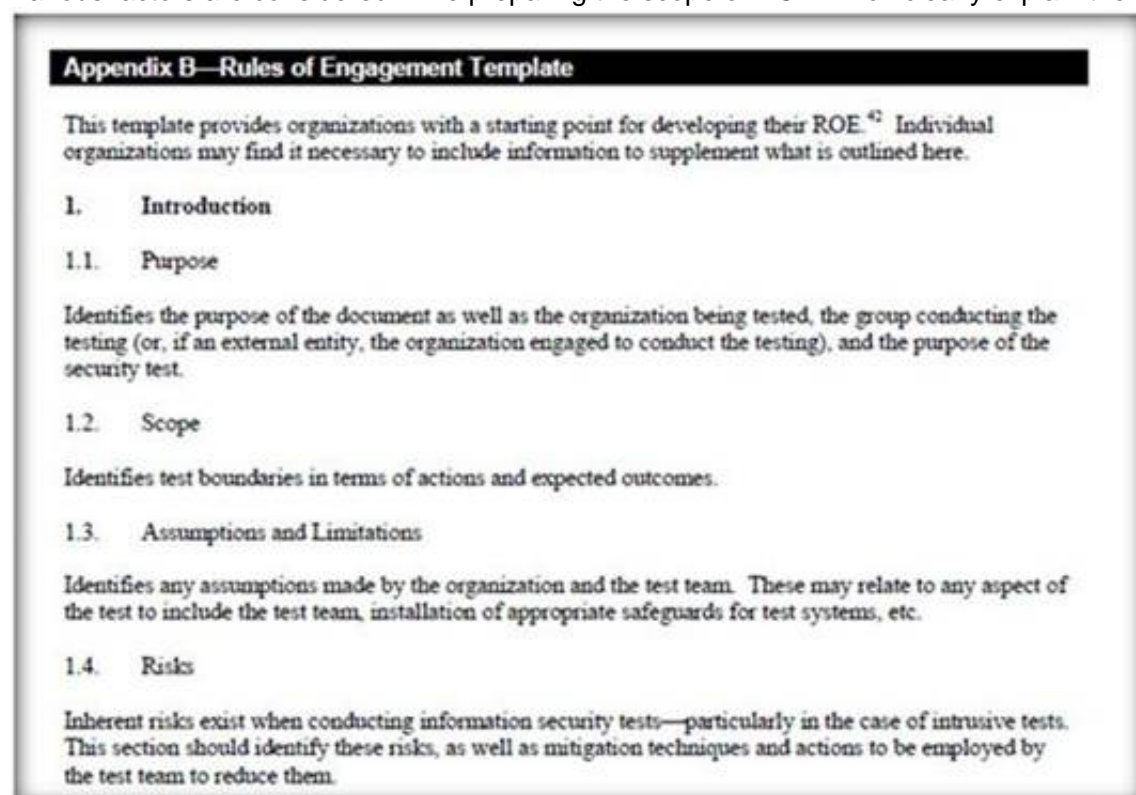 Appendix B—Rules of Engagement Template
This template provides organizations with a starting point for developing their ROE.42 Individual
organizations may find it necessary to include information to supplement what is outlined here.
1. Introduction
1.1. Purpose
Identifies the purpose of the document as well as the organization being tested, the group conducting the
testing (or, if an external entity, the organization engaged to conduct the testing), and the purpose of the
security test.
1.2. Scope
Identifies test boundaries in terms of actions and expected outcomes.
1.3. Assumptions and Limitations
Identifies any assumptions made by the organization and the test team. These may relate to any aspect of
the test to include the test team, installation of appropriate safeguards for test systems, etc.
1.4. Risks
Inherent risks exist when conducting information security tests—particularly in the case of intrusive tests.
This section should identify these risks, as well as mitigation techniques and actions to be employed by
the test team to reduce them.